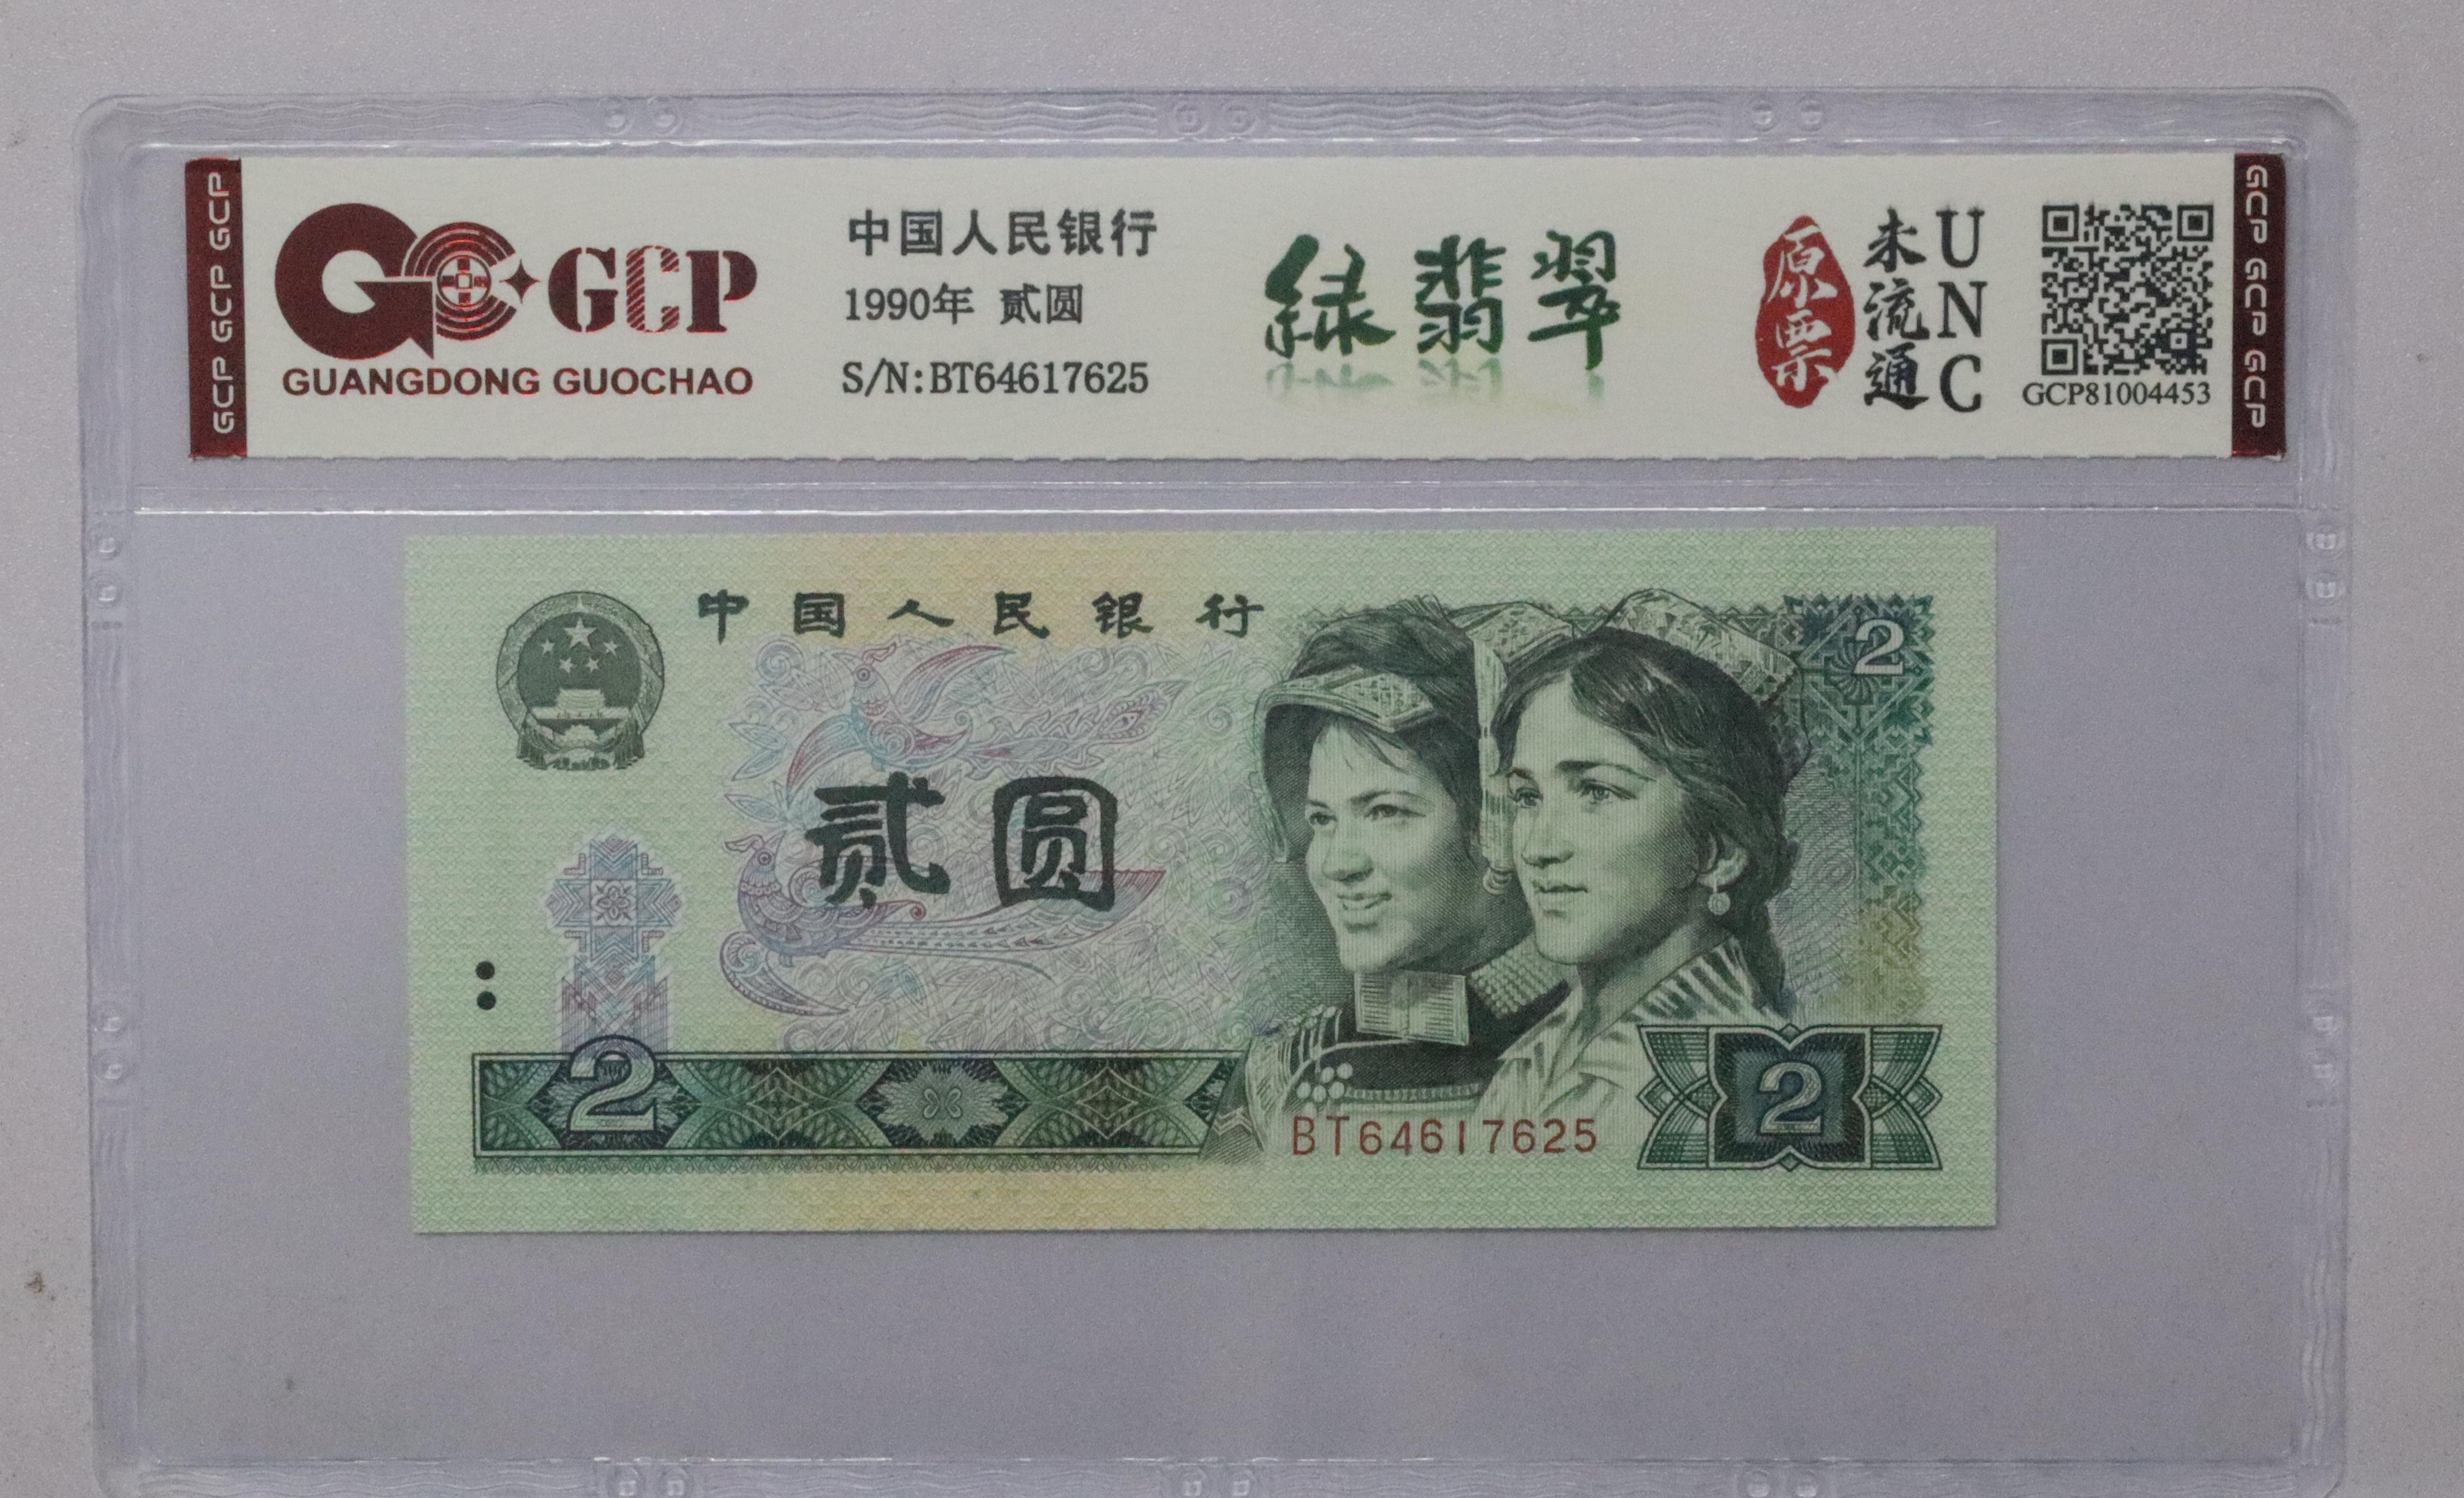 GCP GCP GCP
GCP
GUANGDONG GUOCHAO
中国人民银行
1990年 贰圆
S/N:BT64617625
绿翡翠
原票
未流通
UNC
GCP81004453
GCP GCP GCP
中国人民银行
2
贰圆
2
BT64617625
2